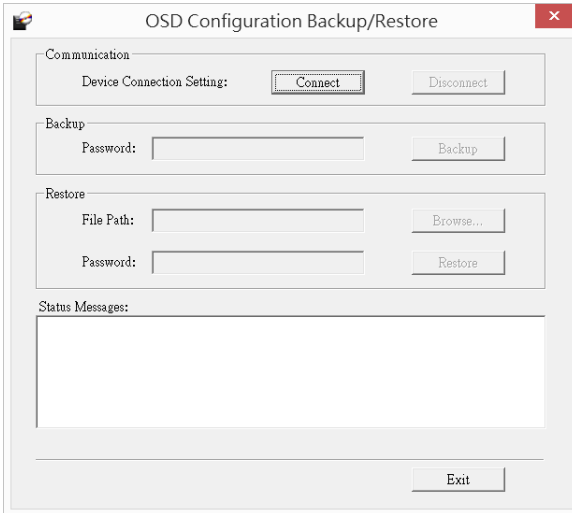 OSD Configuration Backup/Restore
Communication
Device Connection Setting: Connect Disconnect
Backup
Password: Backup
Restore
File Path: Browse...
Password: Restore
Status Messages:
Exit